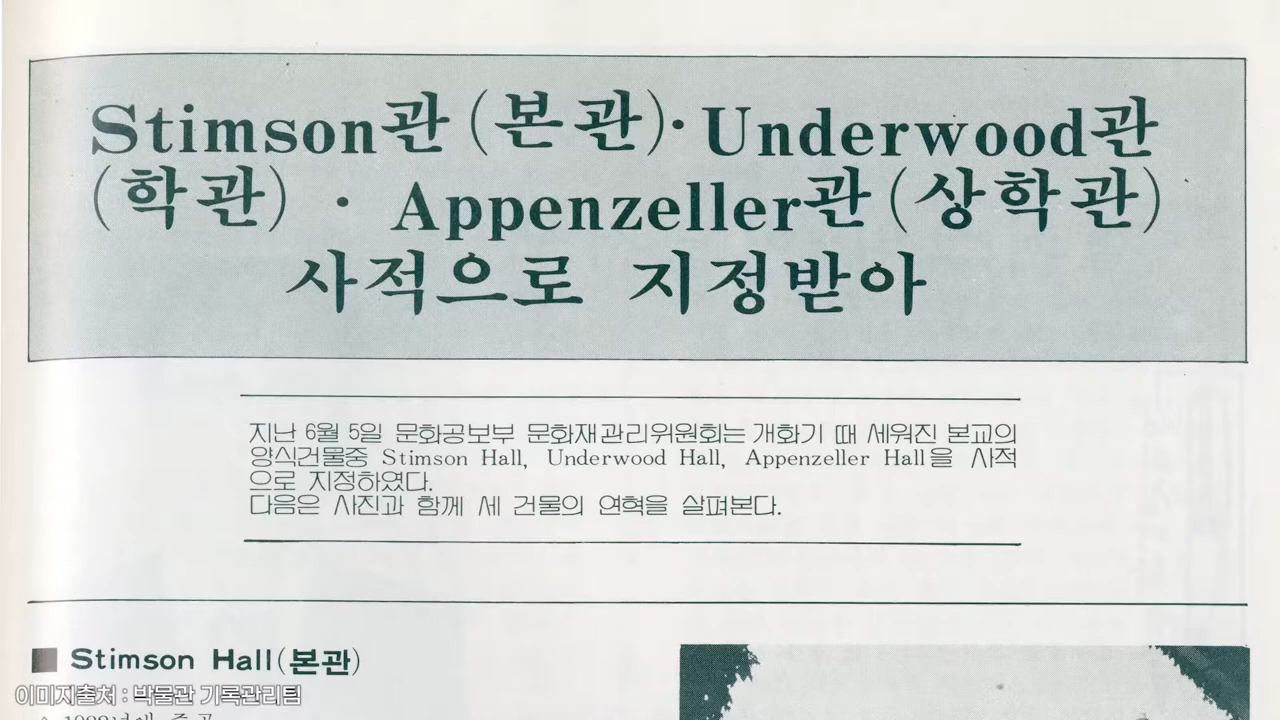 Stimson관 (본관)· Underwood관
(학관) · Appenzeller관 (상학관)
사적으로 지정받아
지난 6월 5일 문화공보부 문화재관리위원회는 개화기 때 세워진 본교의
양식건물중 Stimson Hall, Underwood Hall, Appenzeller Hall을 사적
으로 지정하였다.
다음은 사진과 함께 세 건물의 연혁을 살펴본다.
■ Stimson Hall(본관)
이미지출처 : 박물관 기록관리팀